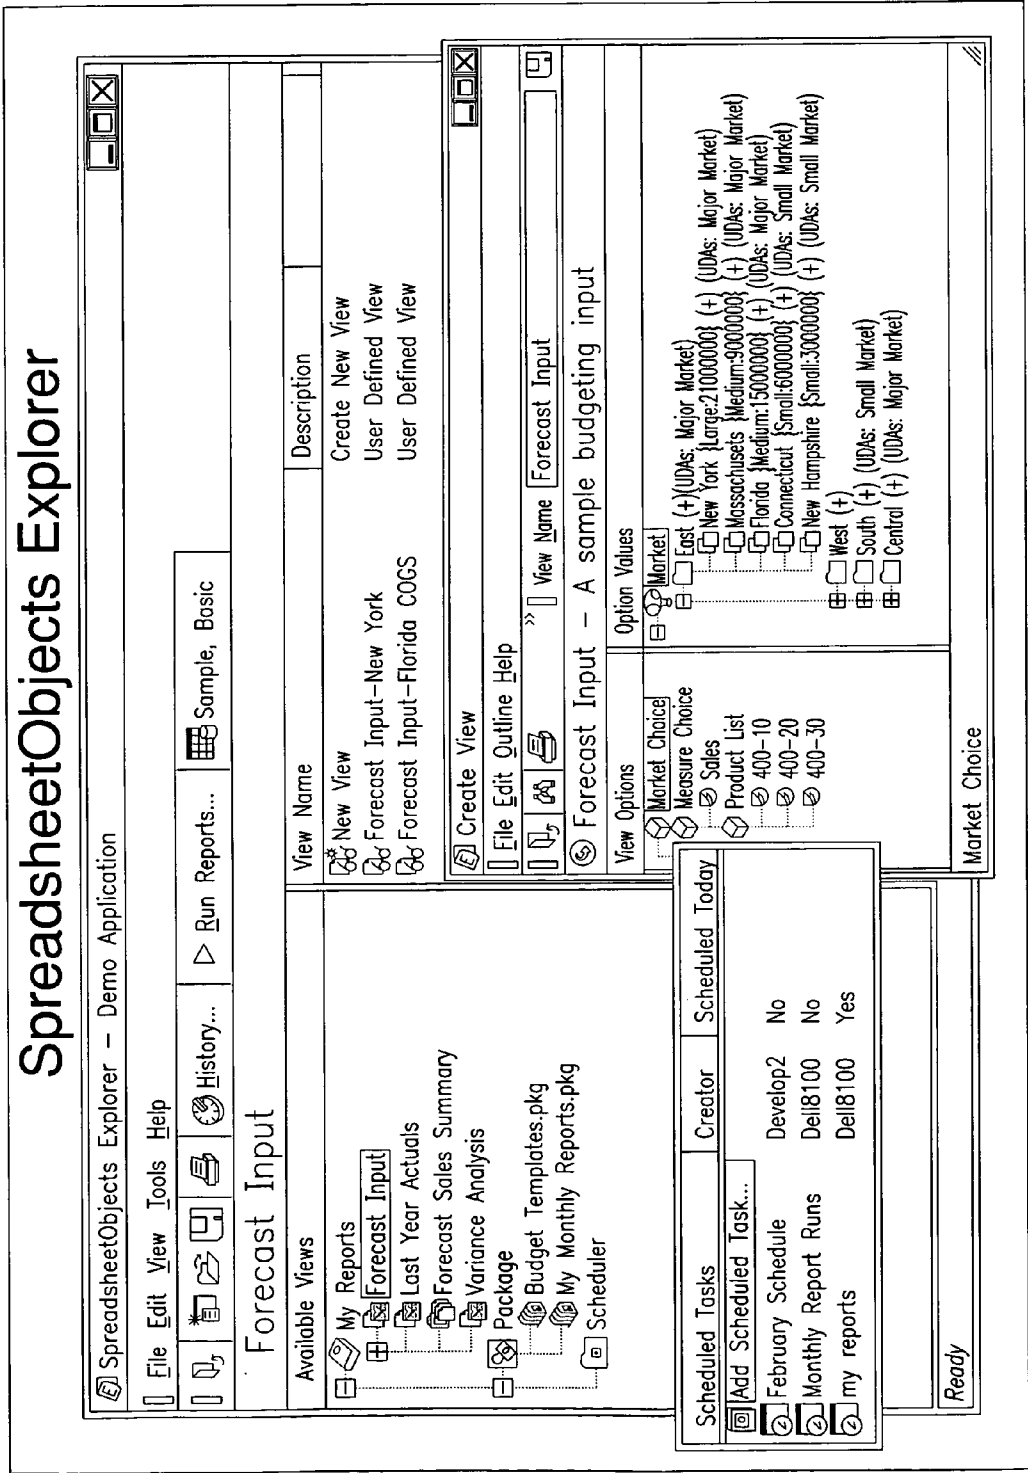 SpreadsheetObjects Explorer
SpreadsheetObjects Explorer – Demo Application
File Edit View Tools Help
History... Run Reports... Sample, Basic
Forecast Input
Available Views
My Reports
Forecast Input
Last Year Actuals
Forecast Sales Summary
Variance Analysis
Package
Budget Templates.pkg
My Monthly Reports.pkg
Scheduler
View Name Description
New View Create New View
Forecast Input–New York User Defined View
Forecast Input–Florida COGS User Defined View
Create View
File Edit Outline Help
» View Name Forecast Input
Forecast Input – A sample budgeting input
View Options
Market Choice
Measure Choice
Sales
Product List
400–10
400–20
400–30
Option Values
Market
East (+)(UDAs: Major Market)
New York }Large:21000000} (+) (UDAs: Major Market)
Massachusets }Medium:9000000} (+) (UDAs: Major Market)
Florida }Medium:15000000} (+) (UDAs: Major Market)
Connecticut }Small:6000000} (+) (UDAs: Small Market)
New Hampshire }Small:3000000} (+) (UDAs: Small Market)
West (+)
South (+) (UDAs: Small Market)
Central (+) (UDAs: Major Market)
Market Choice
Scheduled Tasks Creator Scheduled Today
Add Scheduled Task...
February Schedule Develop2 No
Monthly Report Runs Dell8100 No
my reports Dell8100 Yes
Ready